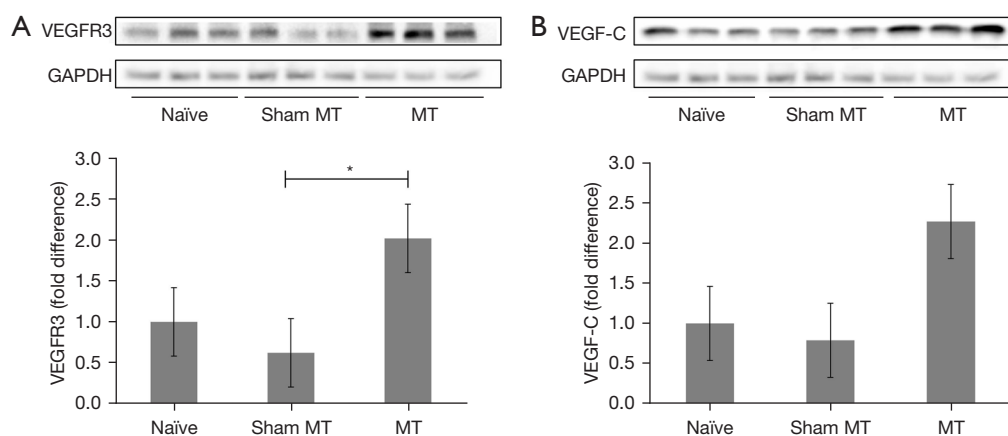 A
VEGFR3
GAPDH
Naïve
Sham MT
MT
3.0
2.5
2.0
1.5
1.0
0.5
0.0
VEGFR3 (fold difference)
*
Naïve
Sham MT
MT
B
VEGF-C
GAPDH
Naïve
Sham MT
MT
3.0
2.5
2.0
1.5
1.0
0.5
0.0
VEGF-C (fold difference)
Naïve
Sham MT
MT